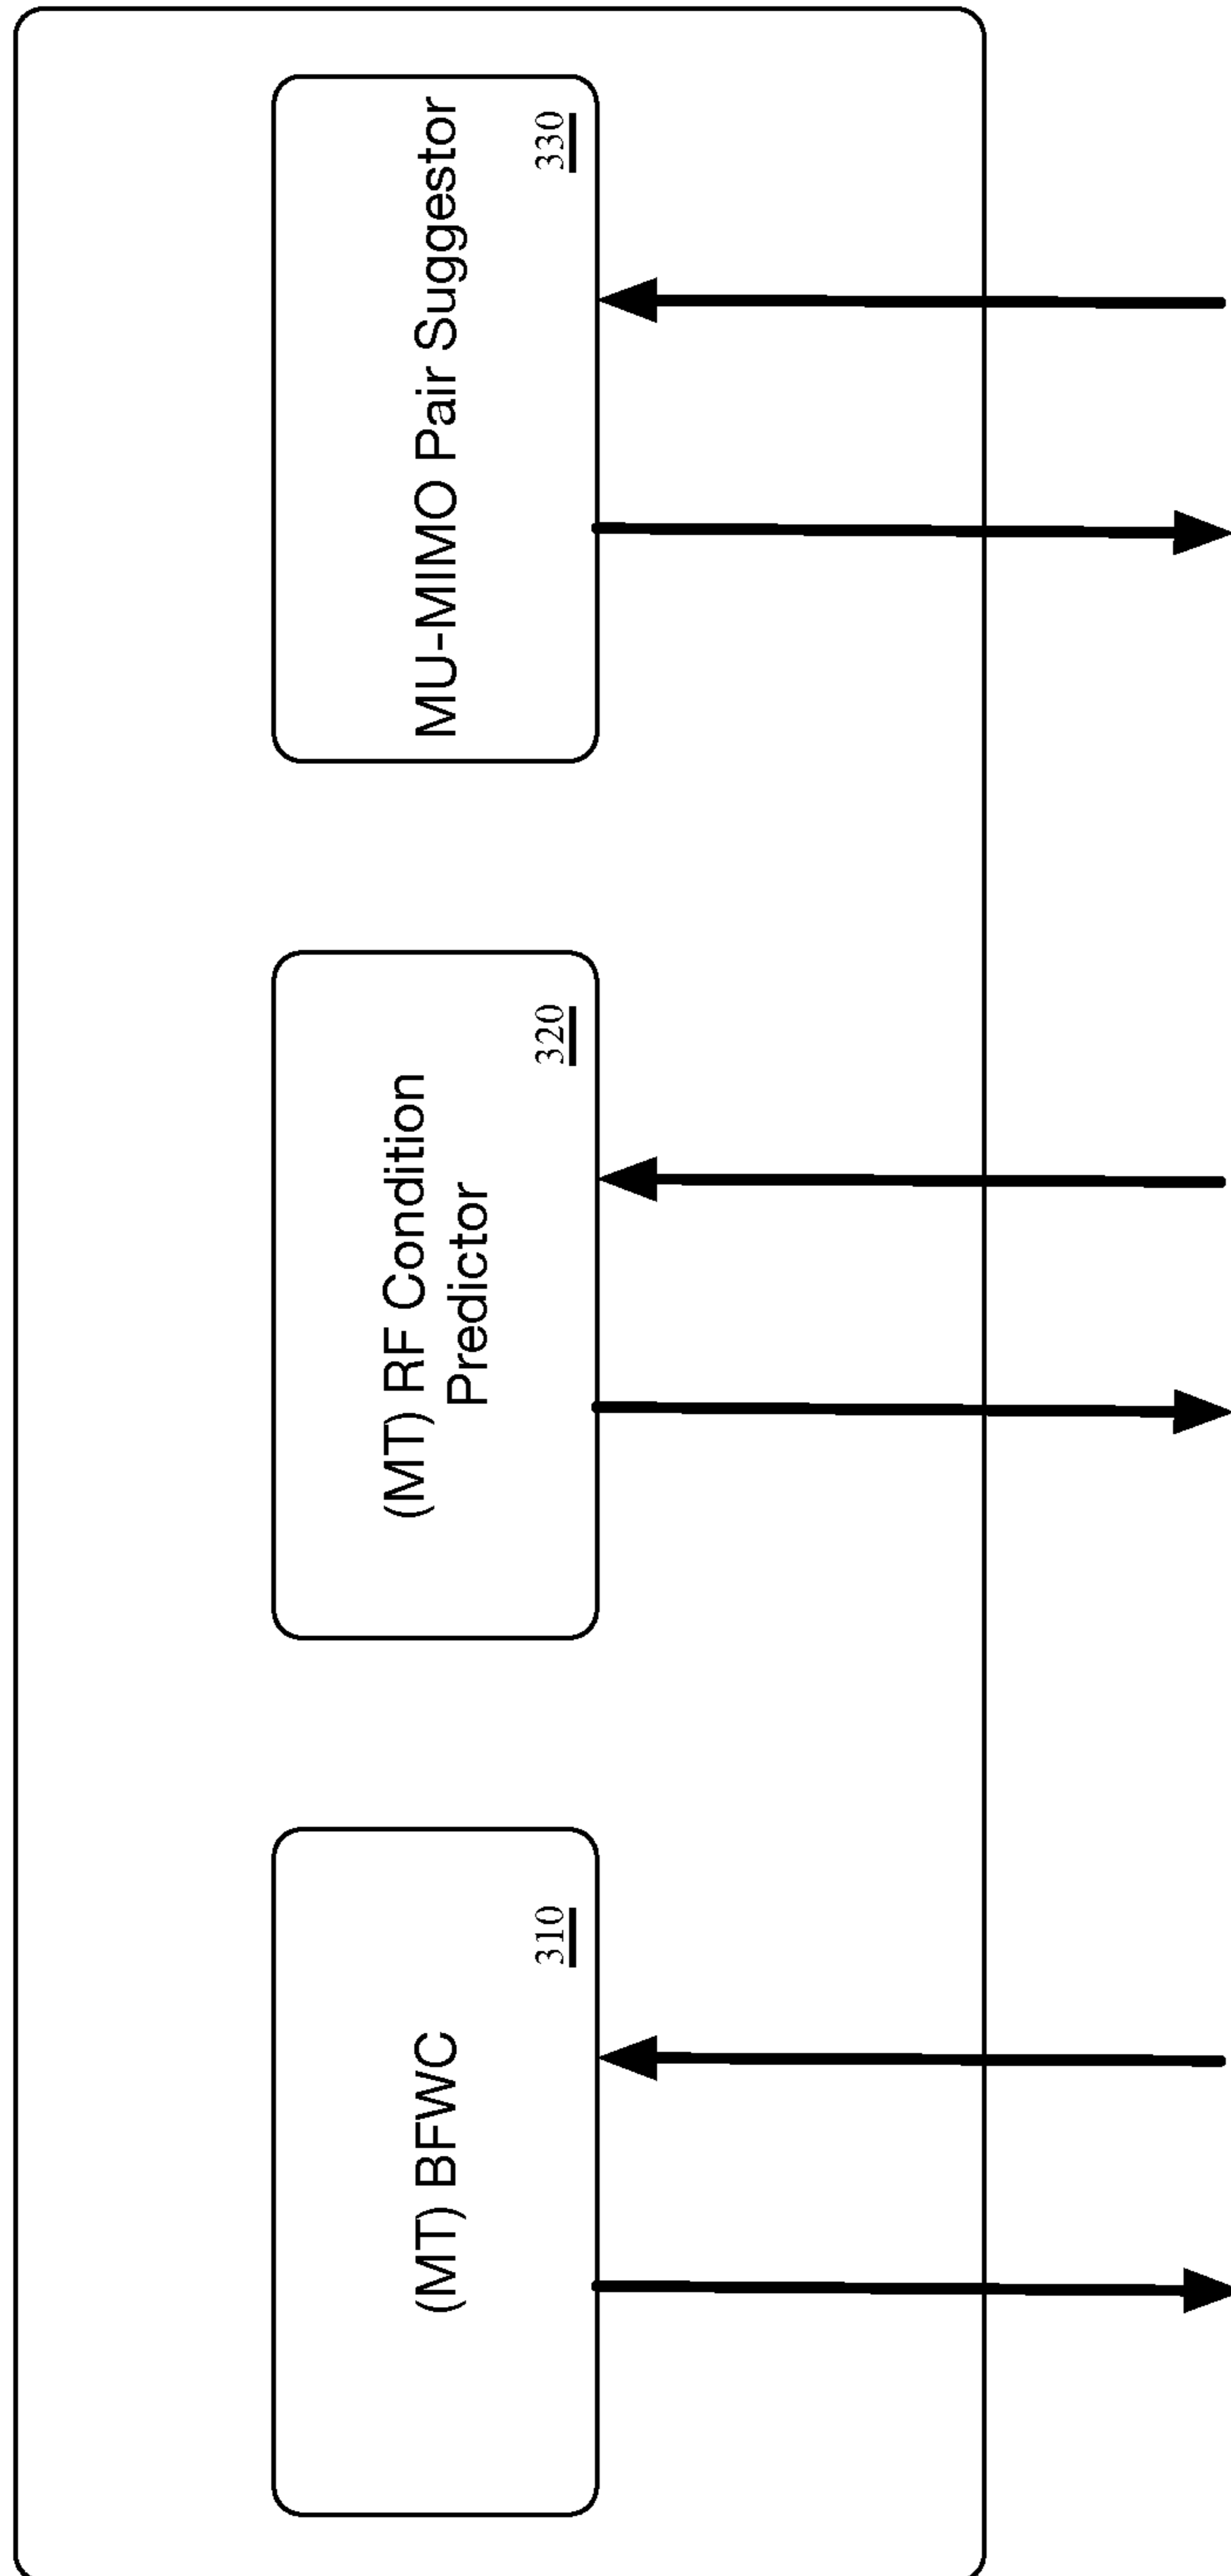 (MT) BFWC
310
(MT) RF Condition
Predictor
320
MU-MIMO Pair Suggestor
330